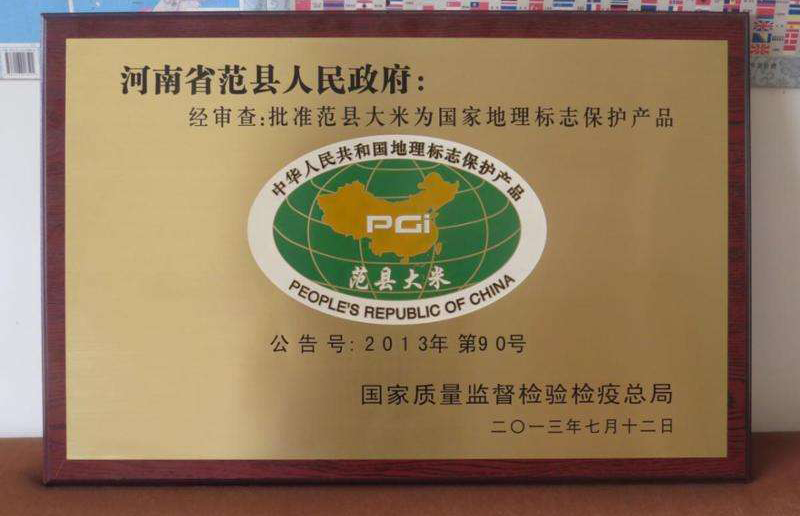 河南省范县人民政府：
经审查:批准范县大米为国家地理标志保护产品
中华人民共和国地理标志保护产品
PGi
范县大米
PEOPLE'S REPUBLIC OF CHINA
公告号: 2013年 第90号
国家质量监督检验检疫总局
二〇一三年七月十二日